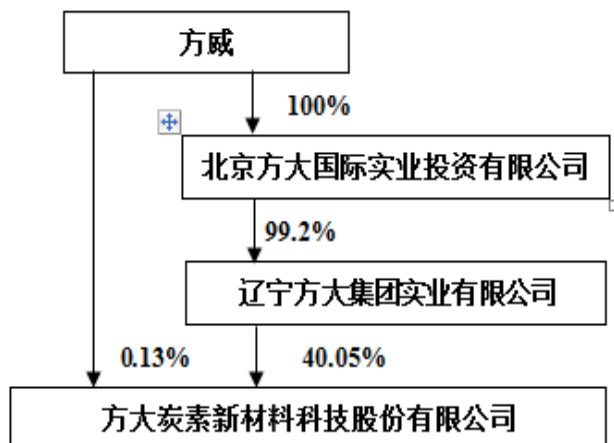 方威
100%
北京方大国际实业投资有限公司
99.2%
辽宁方大集团实业有限公司
0.13%
40.05%
方大炭素新材料科技股份有限公司